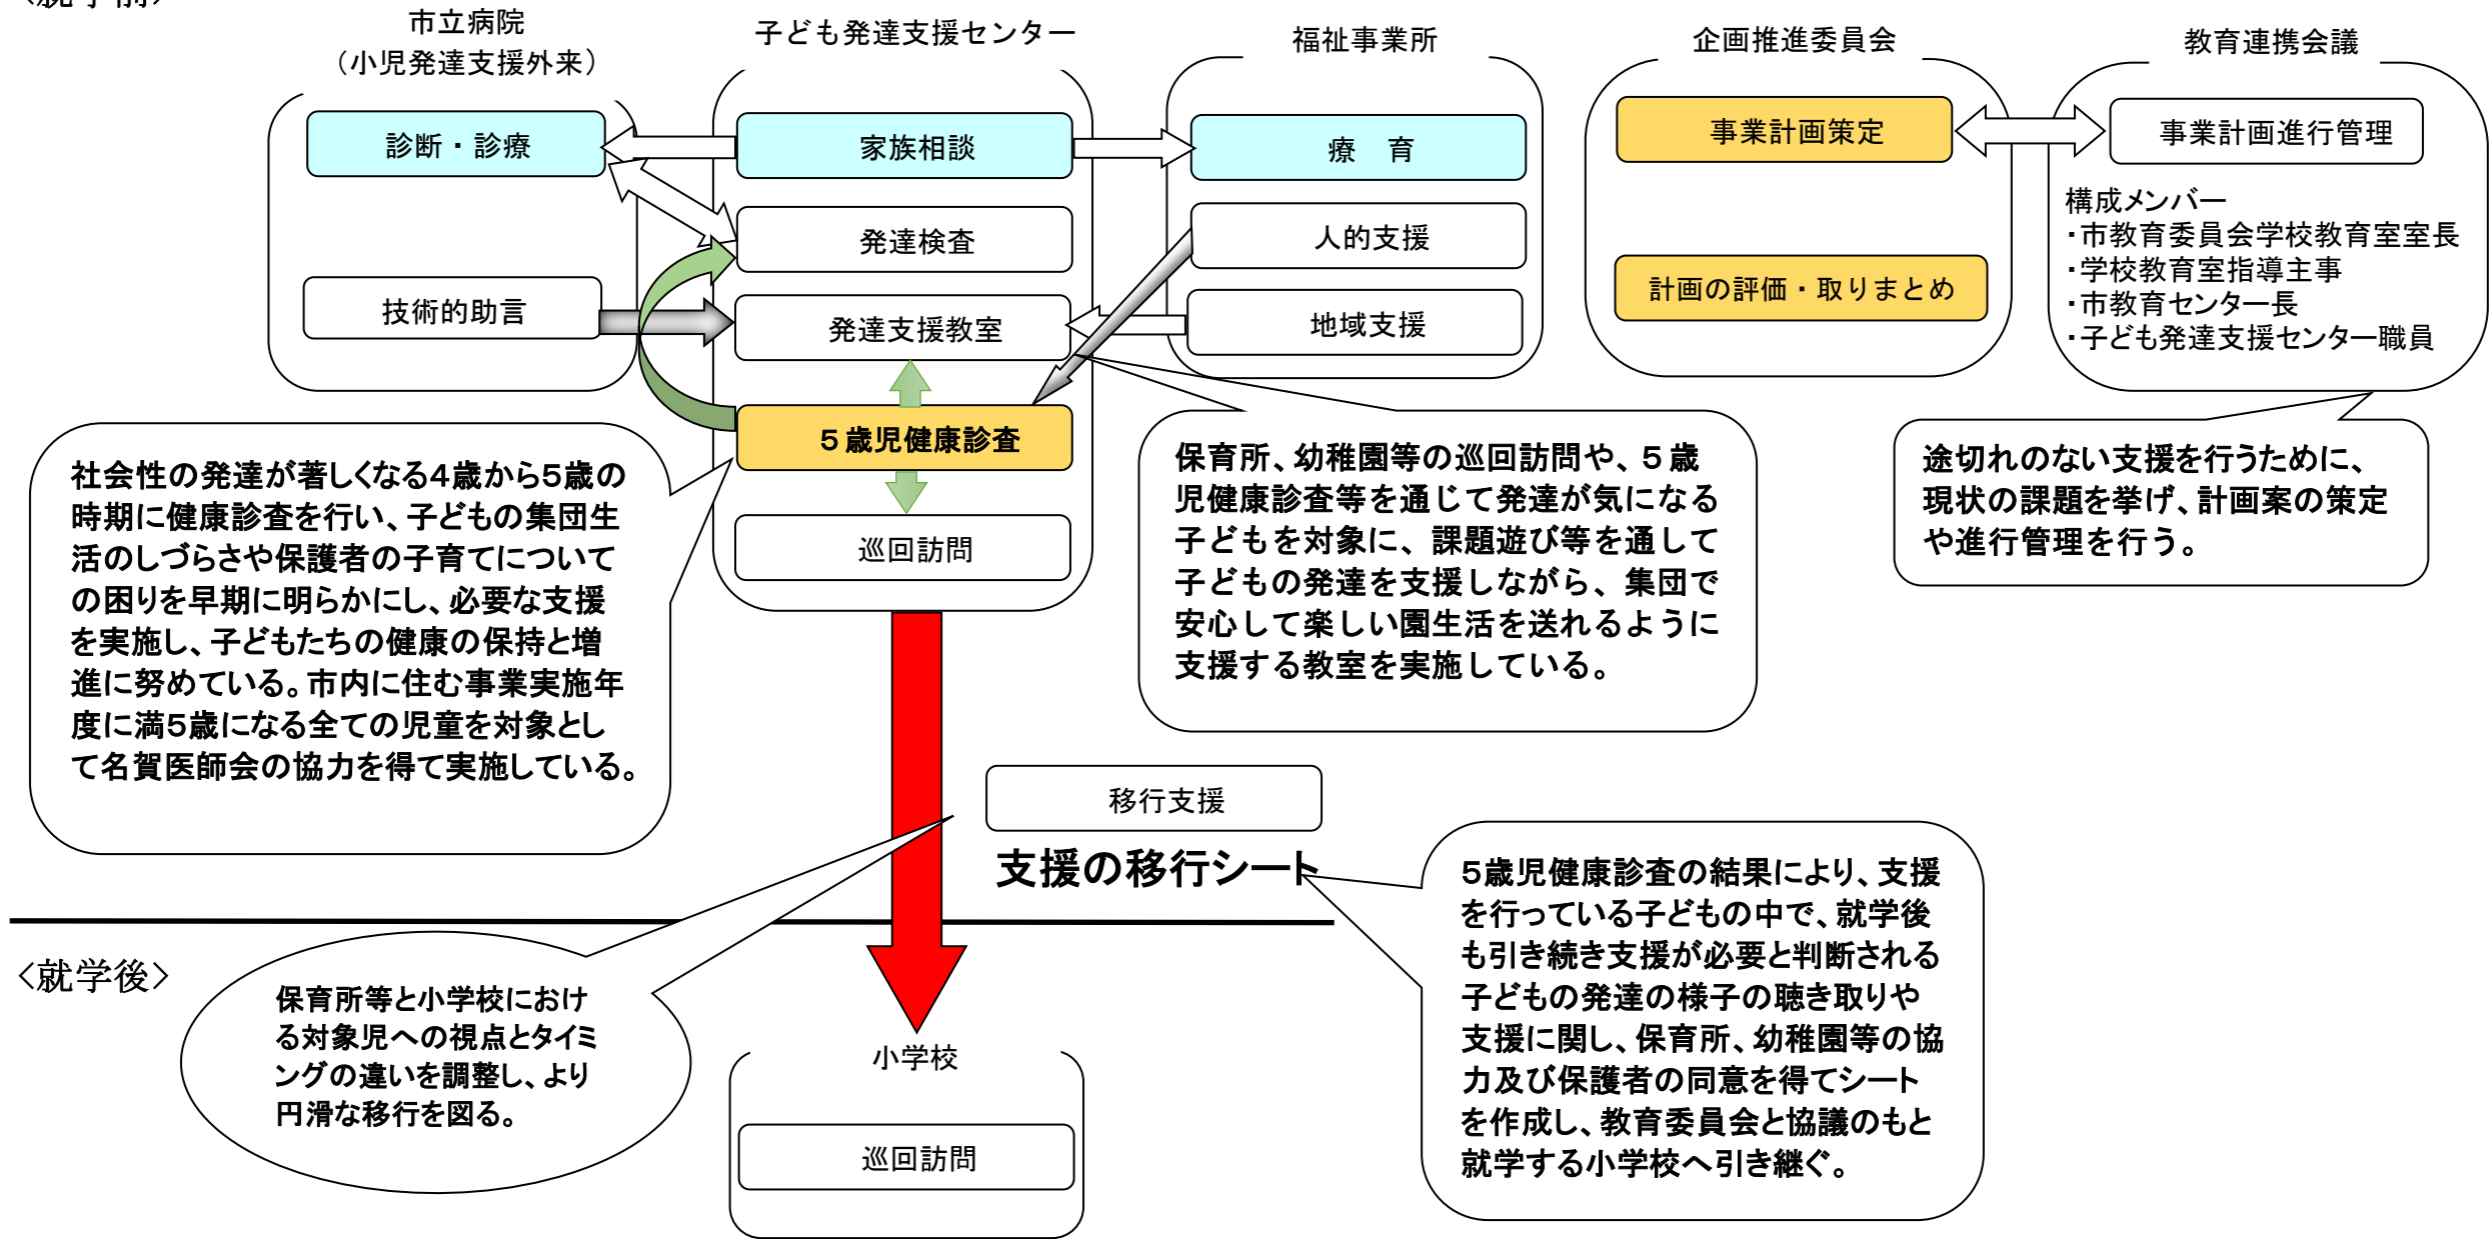 <就学前>
市立病院
（小児発達支援外来）
診断・診療
技術的助言
子ども発達支援センター
家族相談
発達検査
発達支援教室
５歳児健康診査
巡回訪問
福祉事業所
療　育
人的支援
地域支援
企画推進委員会
事業計画策定
計画の評価・取りまとめ
教育連携会議
事業計画進行管理
構成メンバー
・市教育委員会学校教育室室長
・学校教育室指導主事
・市教育センター長
・子ども発達支援センター職員
社会性の発達が著しくなる４歳から５歳の
時期に健康診査を行い、子どもの集団生
活のしづらさや保護者の子育てについて
の困りを早期に明らかにし、必要な支援
を実施し、子どもたちの健康の保持と増
進に努めている。市内に住む事業実施年
度に満５歳になる全ての児童を対象とし
て名賀医師会の協力を得て実施している。
保育所、幼稚園等の巡回訪問や、５歳
児健康診査等を通じて発達が気になる
子どもを対象に、課題遊び等を通して
子どもの発達を支援しながら、集団で
安心して楽しい園生活を送れるように
支援する教室を実施している。
途切れのない支援を行うために、
現状の課題を挙げ、計画案の策定
や進行管理を行う。
移行支援
支援の移行シート
５歳児健康診査の結果により、支援
を行っている子どもの中で、就学後
も引き続き支援が必要と判断される
子どもの発達の様子の聴き取りや
支援に関し、保育所、幼稚園等の協
力及び保護者の同意を得てシート
を作成し、教育委員会と協議のもと
就学する小学校へ引き継ぐ。
<就学後>
保育所等と小学校におけ
る対象児への視点とタイミ
ングの違いを調整し、より
円滑な移行を図る。
小学校
巡回訪問